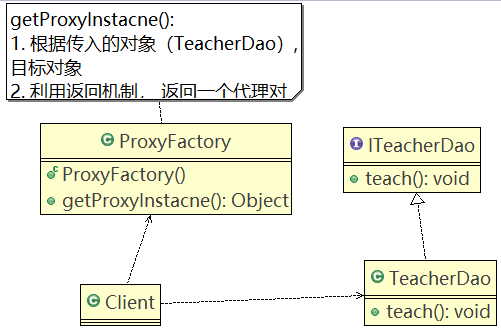 getProxyInstacne():
1. 根据传入的对象（TeacherDao）,
目标对象
2. 利用返回机制， 返回一个代理对
C ProxyFactory
C ProxyFactory()
getProxyInstacne(): Object
I ITeacherDao
teach(): void
C Client
C TeacherDao
teach(): void